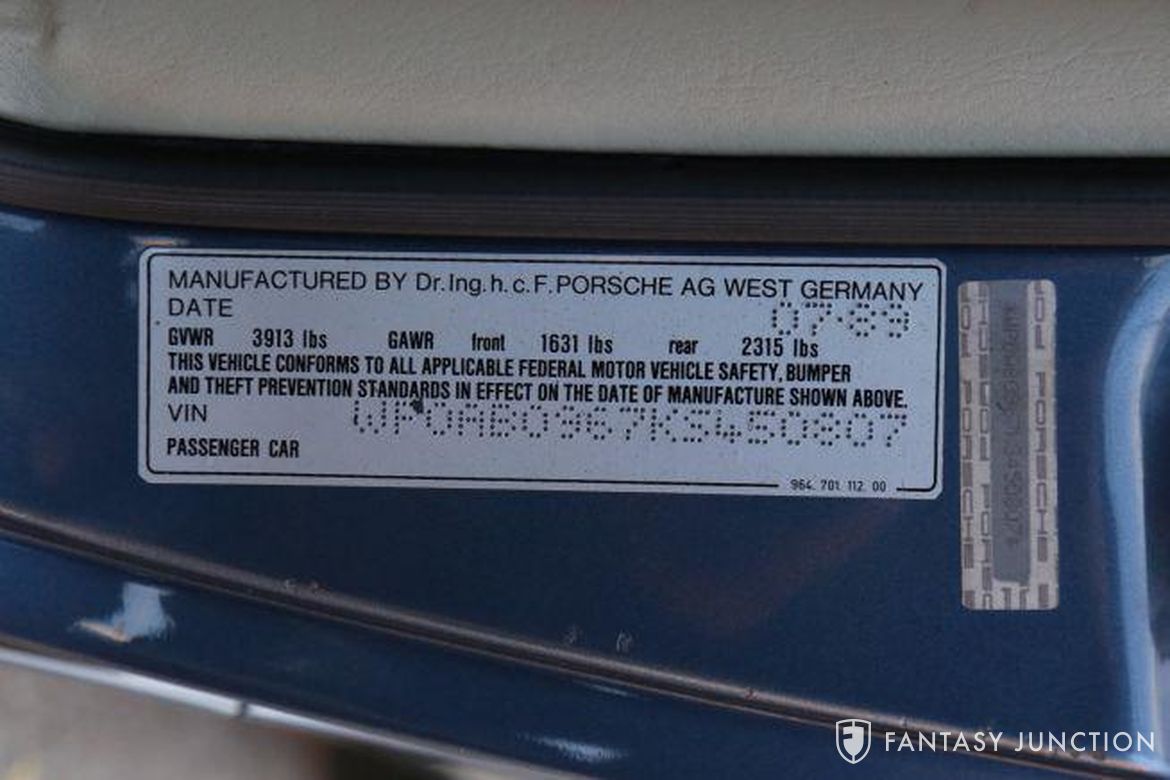 MANUFACTURED BY Dr.Ing.h.c.F.PORSCHE AG WEST GERMANY
DATE 07·89
GVWR 3913 lbs GAWR front 1631 lbs rear 2315 lbs
THIS VEHICLE CONFORMS TO ALL APPLICABLE FEDERAL MOTOR VEHICLE SAFETY, BUMPER
AND THEFT PREVENTION STANDARDS IN EFFECT ON THE DATE OF MANUFACTURE SHOWN ABOVE.
VIN WP0AB0967KS450807
PASSENGER CAR
964. 701. 112. 00
PORSCHE
FANTASY JUNCTION